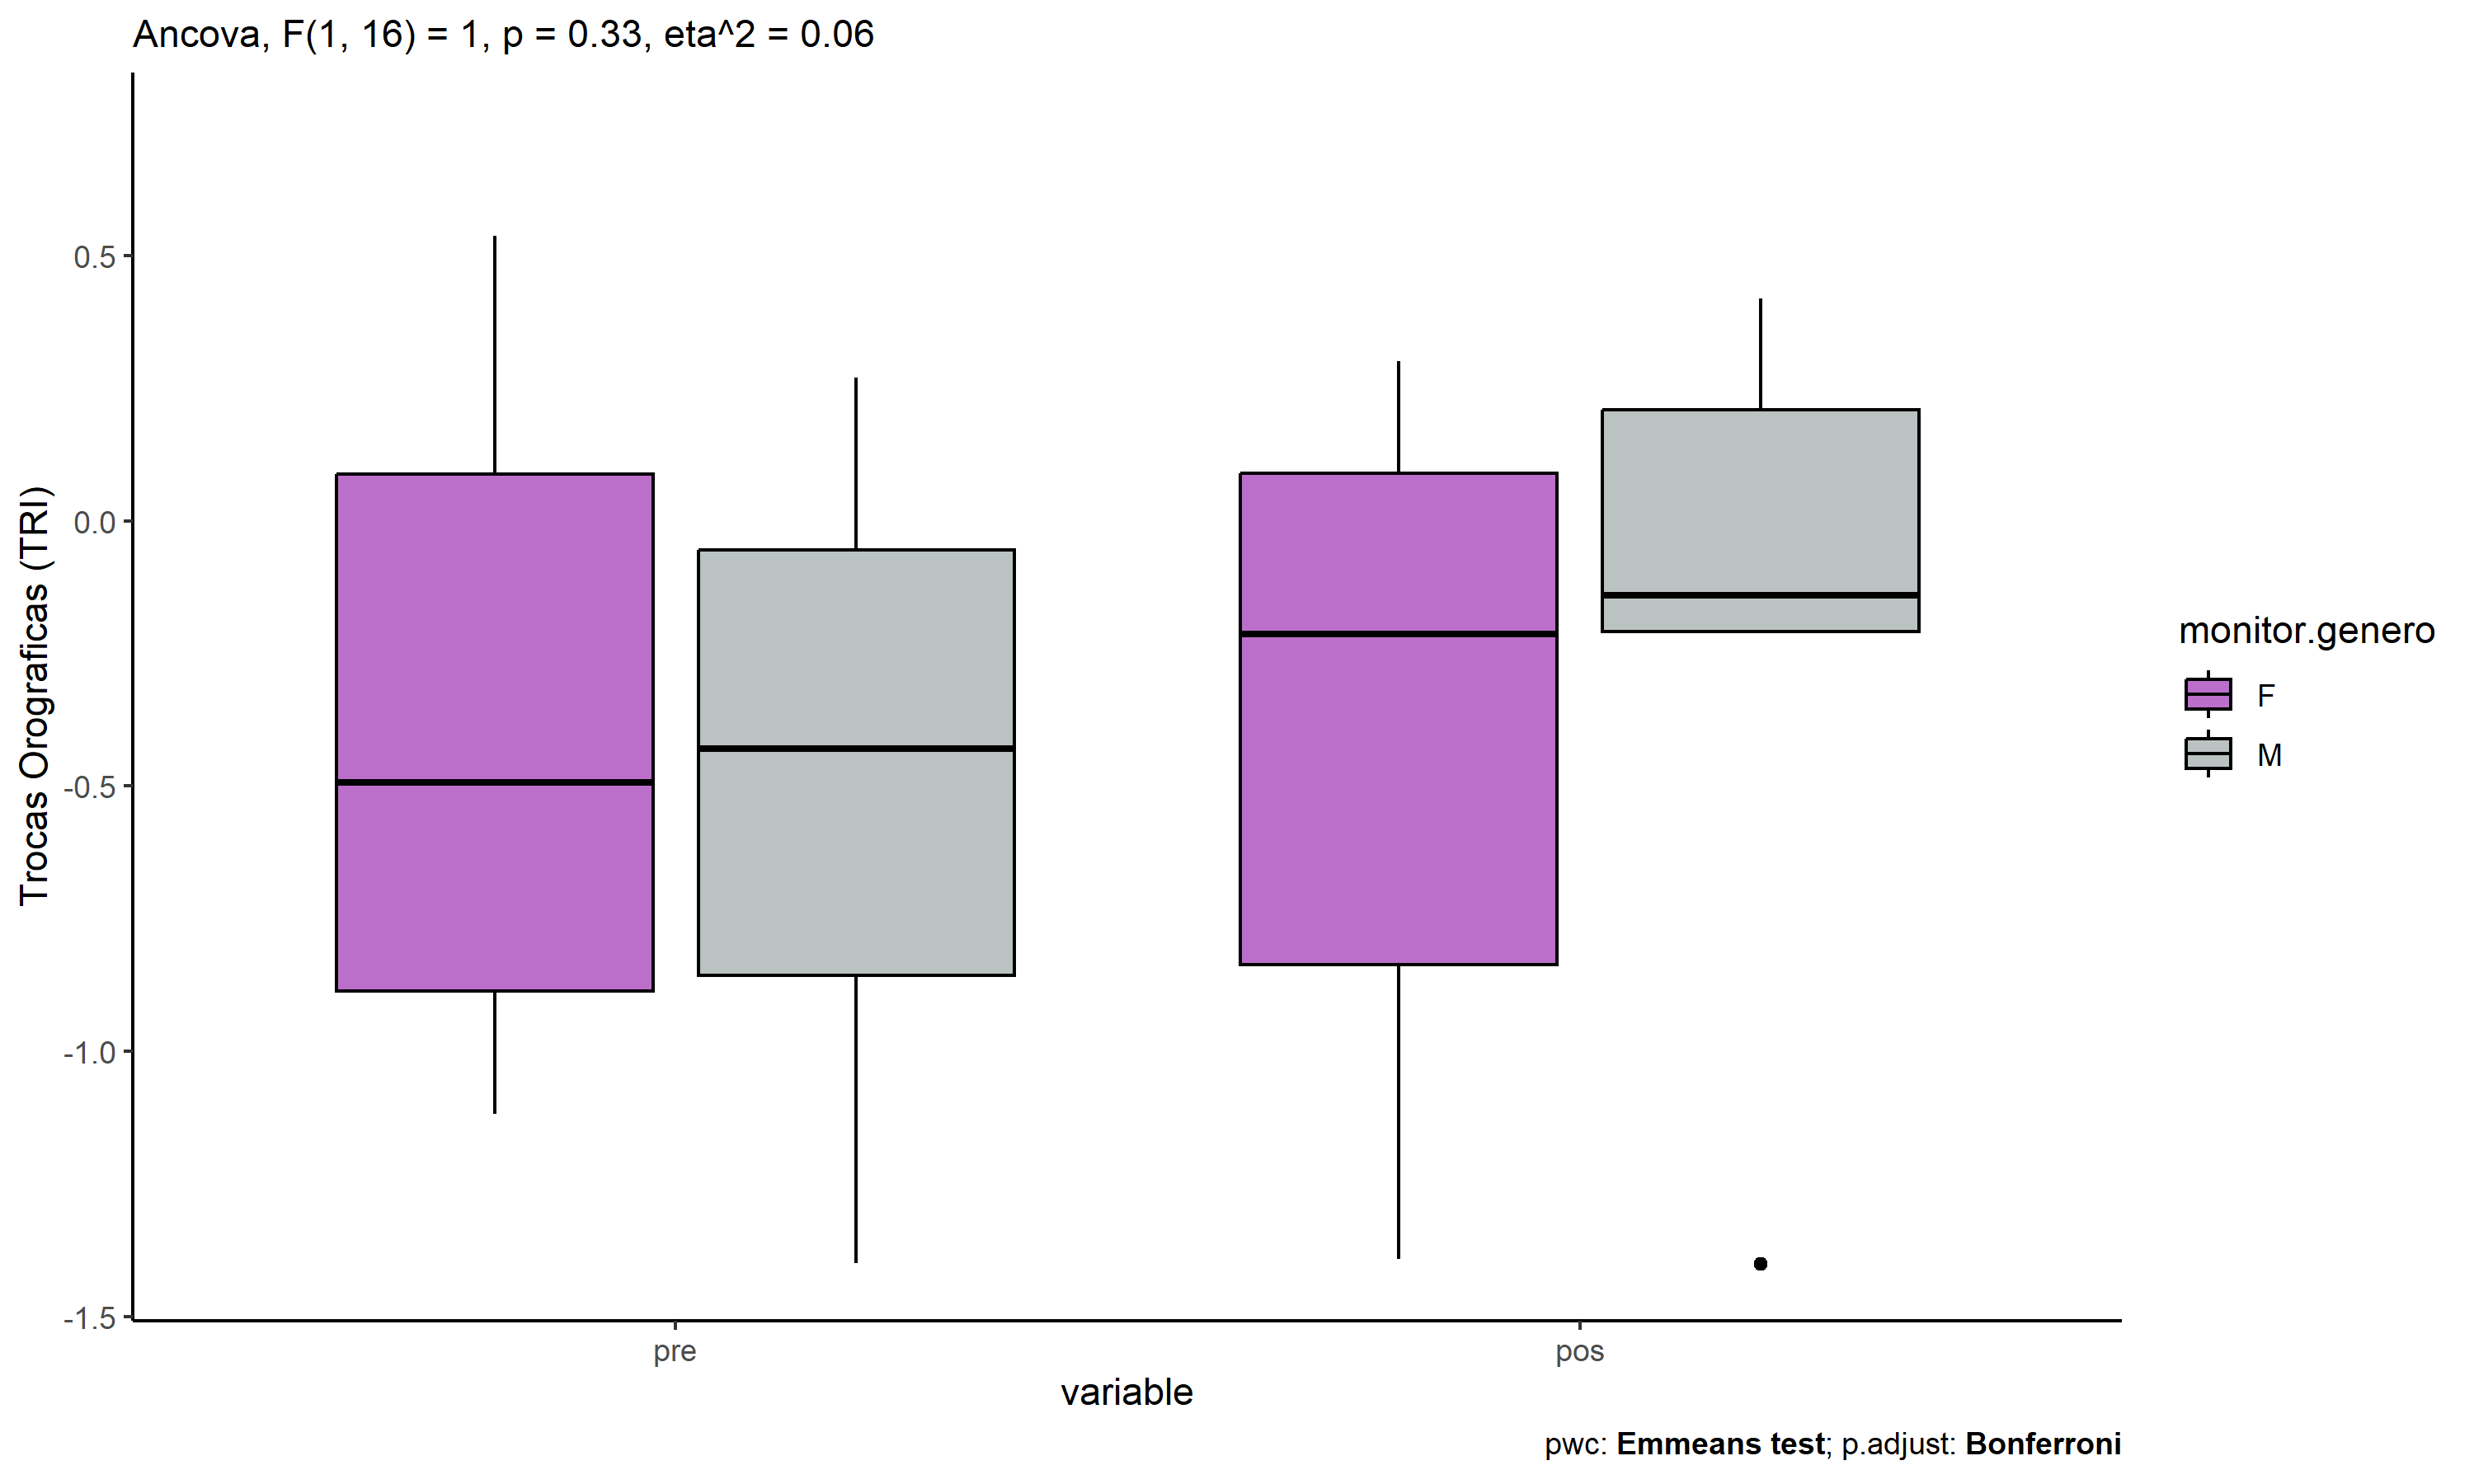 Ancova, F(1, 16) = 1, p = 0.33, eta^2 = 0.06
Trocas Orograficas (TRI)
0.5
0.0
-0.5
-1.0
-1.5
pre
pos
variable
monitor.genero
F
M
pwc: Emmeans test; p.adjust: Bonferroni